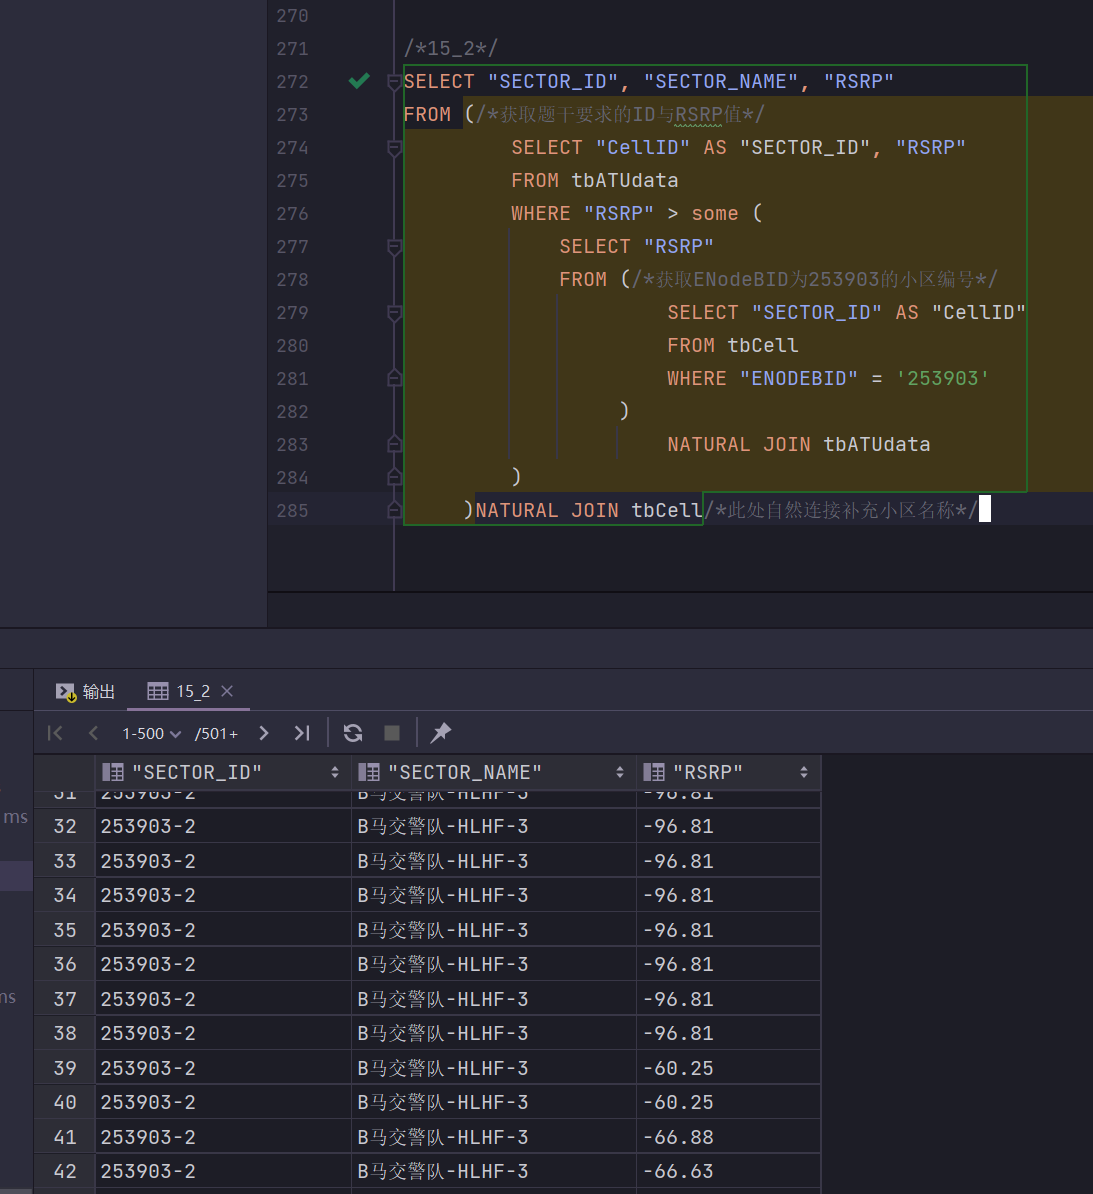 270
271 /*15_2*/
272 SELECT "SECTOR_ID", "SECTOR_NAME", "RSRP"
273 FROM (/*获取题干要求的ID与RSRP值*/
274 SELECT "CellID" AS "SECTOR_ID", "RSRP"
275 FROM tbATUdata
276 WHERE "RSRP" > some (
277 SELECT "RSRP"
278 FROM (/*获取ENodeBID为253903的小区编号*/
279 SELECT "SECTOR_ID" AS "CellID"
280 FROM tbCell
281 WHERE "ENODEBID" = '253903'
282 )
283 NATURAL JOIN tbATUdata
284 )
285 )NATURAL JOIN tbCell/*此处自然连接补充小区名称*/
输出 15_2
1-500 /501+
"SECTOR_ID" "SECTOR_NAME" "RSRP"
31 253903-2 B马交警队-HLHF-3 -96.81
ms
32 253903-2 B马交警队-HLHF-3 -96.81
33 253903-2 B马交警队-HLHF-3 -96.81
34 253903-2 B马交警队-HLHF-3 -96.81
35 253903-2 B马交警队-HLHF-3 -96.81
36 253903-2 B马交警队-HLHF-3 -96.81
ms
37 253903-2 B马交警队-HLHF-3 -96.81
38 253903-2 B马交警队-HLHF-3 -96.81
39 253903-2 B马交警队-HLHF-3 -60.25
40 253903-2 B马交警队-HLHF-3 -60.25
41 253903-2 B马交警队-HLHF-3 -66.88
42 253903-2 B马交警队-HLHF-3 -66.63